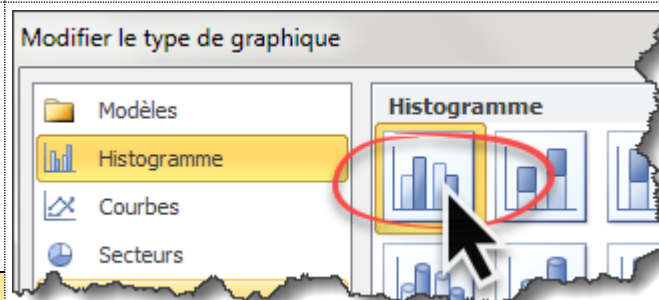 Modifier le type de graphique
Modèles
Histogramme
Courbes
Secteurs
Histogramme